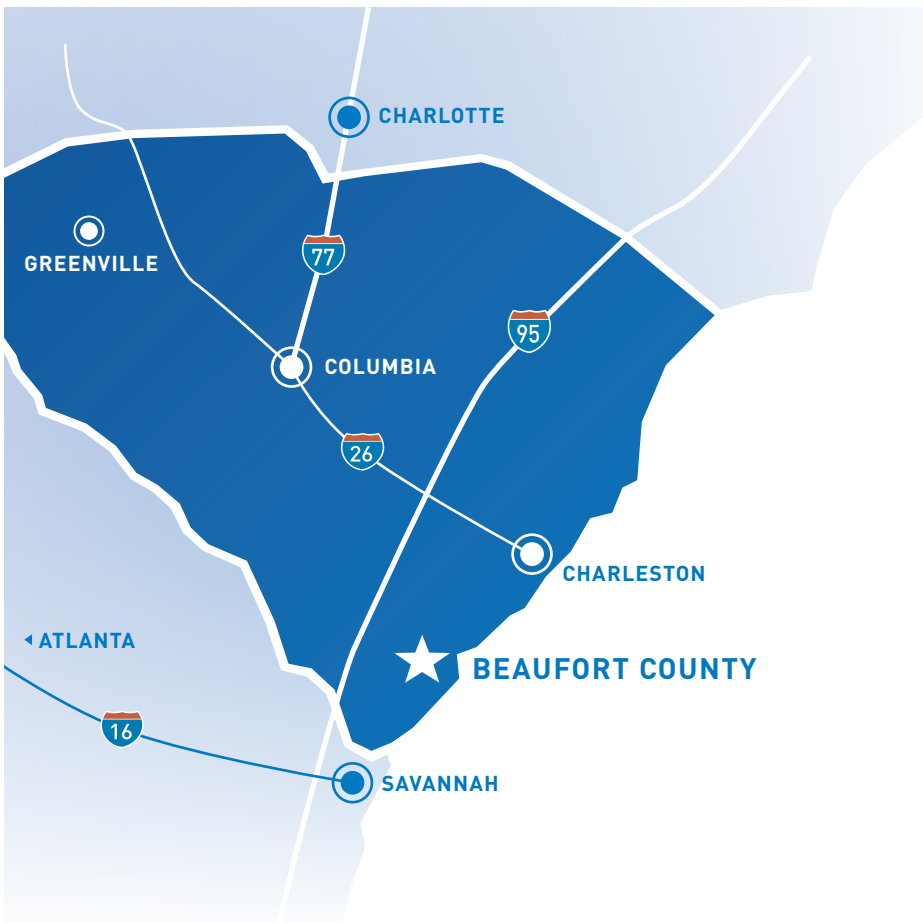 CHARLOTTE
77
GREENVILLE
95
COLUMBIA
26
CHARLESTON
ATLANTA
BEAUFORT COUNTY
16
SAVANNAH